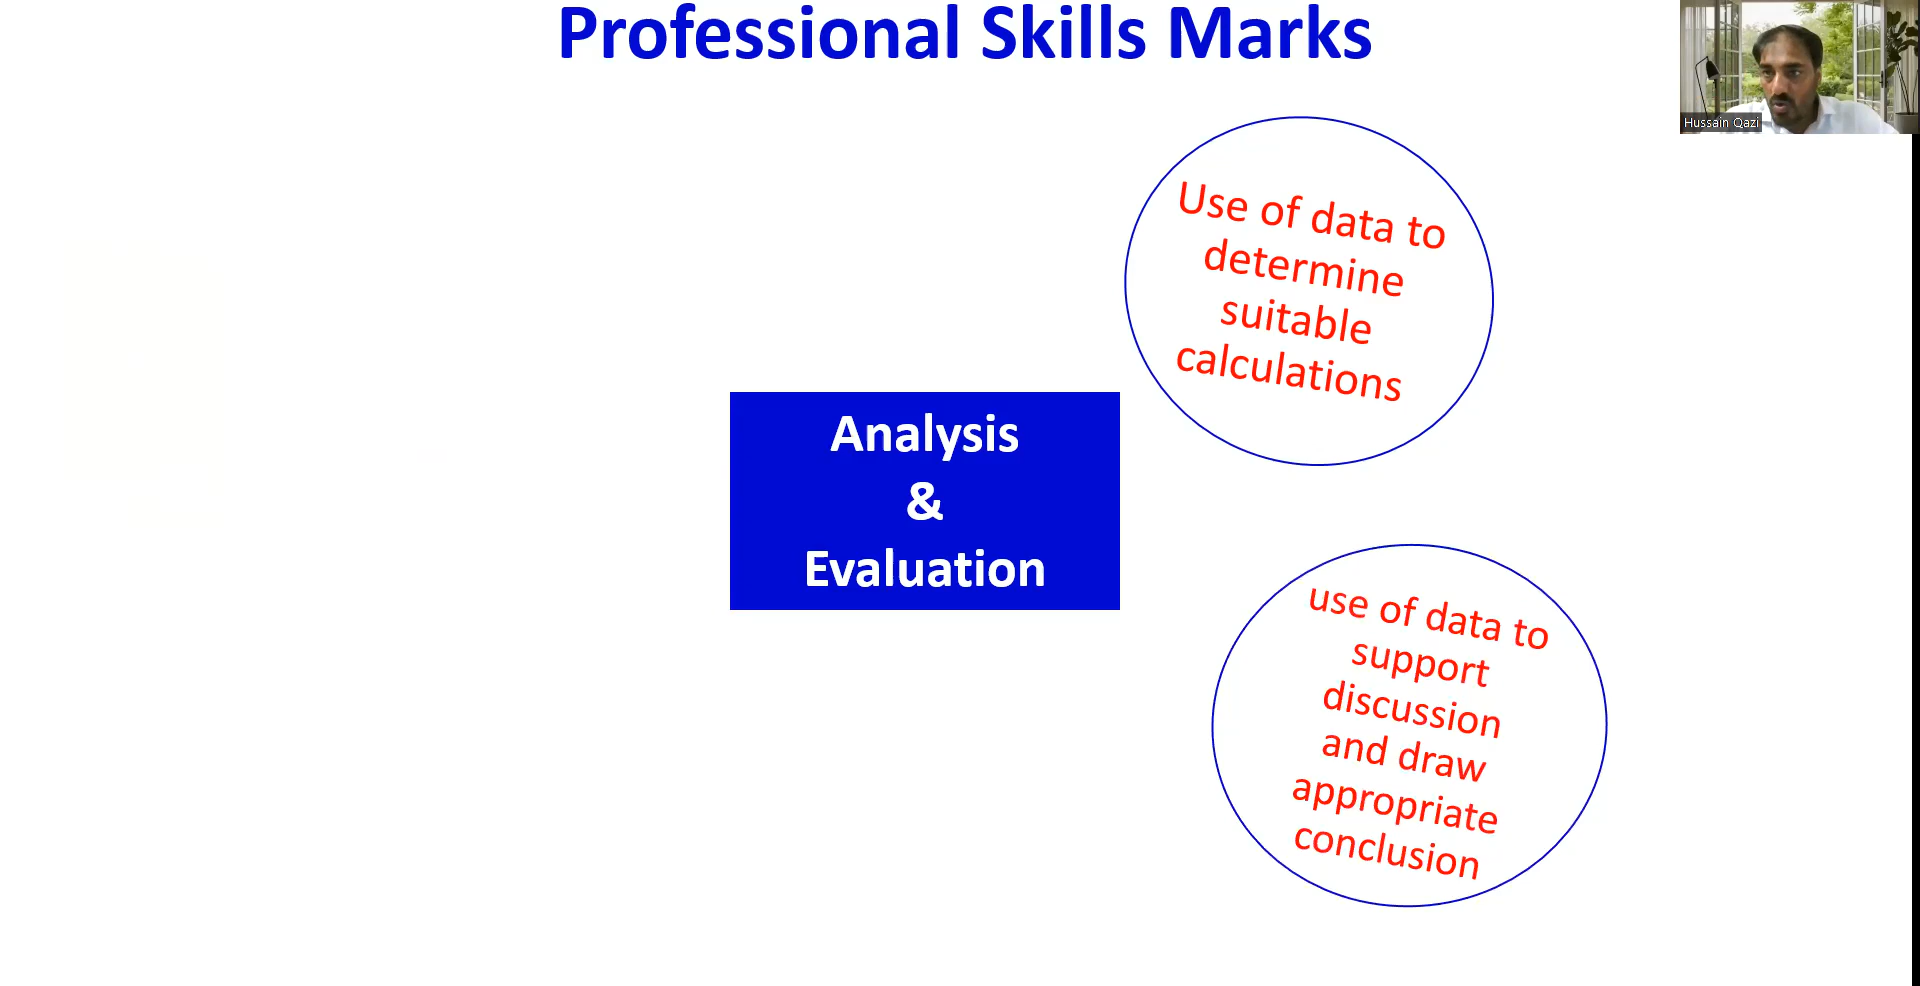 Professional Skills Marks
Hussain Qazi
Use of data to
determine
suitable
calculations
Analysis
&
Evaluation
use of data to
support
discussion
and draw
appropriate
conclusion